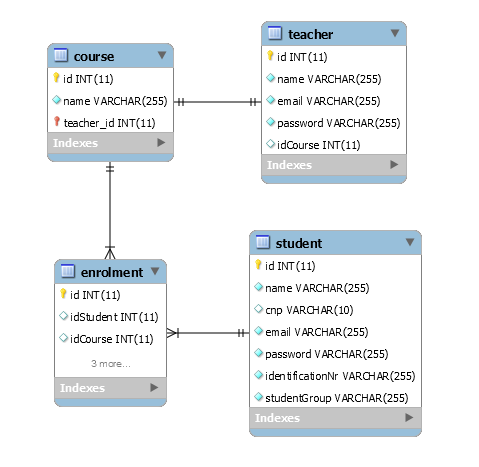 course
id INT(11)
name VARCHAR(255)
teacher_id INT(11)
Indexes
teacher
id INT(11)
name VARCHAR(255)
email VARCHAR(255)
password VARCHAR(255)
idCourse INT(11)
Indexes
enrolment
id INT(11)
idStudent INT(11)
idCourse INT(11)
3 more...
Indexes
student
id INT(11)
name VARCHAR(255)
cnp VARCHAR(10)
email VARCHAR(255)
password VARCHAR(255)
identificationNr VARCHAR(255)
studentGroup VARCHAR(255)
Indexes